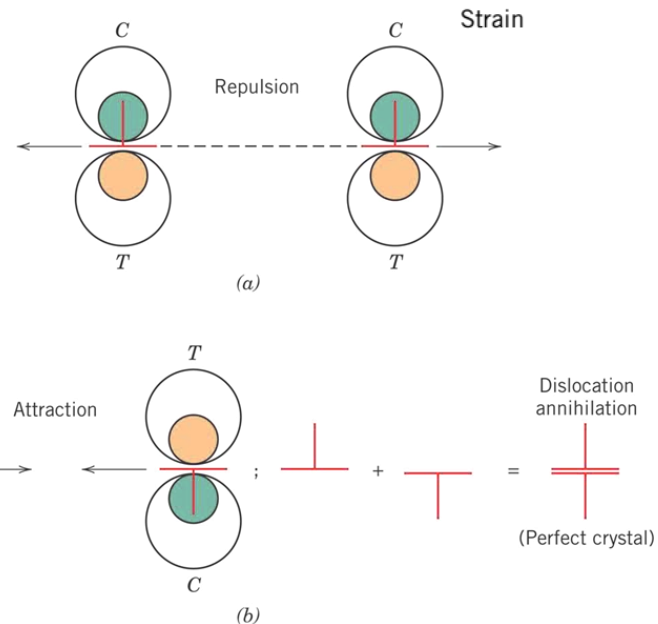 Strain
C
C
Repulsion
T
T
(a)
T
Attraction
Dislocation
annihilation
; + =
(Perfect crystal)
C
(b)